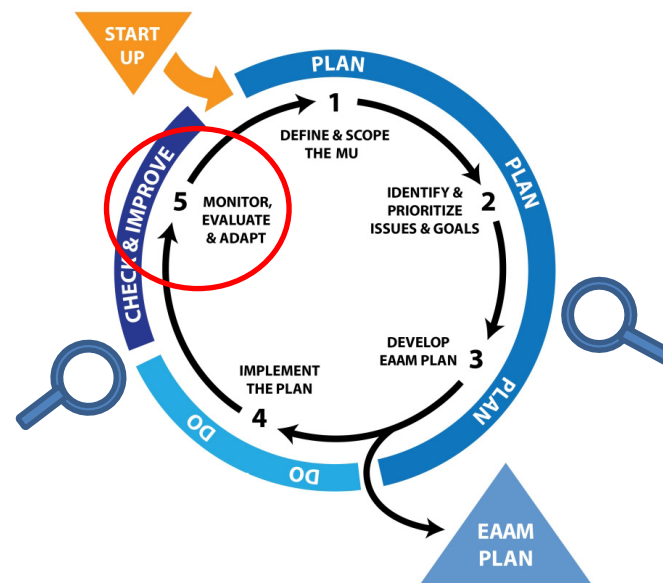 START
UP
PLAN
1
DEFINE & SCOPE
THE MU
PLAN
2
IDENTIFY &
PRIORITIZE
ISSUES & GOALS
3
DEVELOP
EAAM PLAN
PLAN
EAAM
PLAN
4
IMPLEMENT
THE PLAN
DO
DO
5
MONITOR,
EVALUATE
& ADAPT
CHECK & IMPROVE